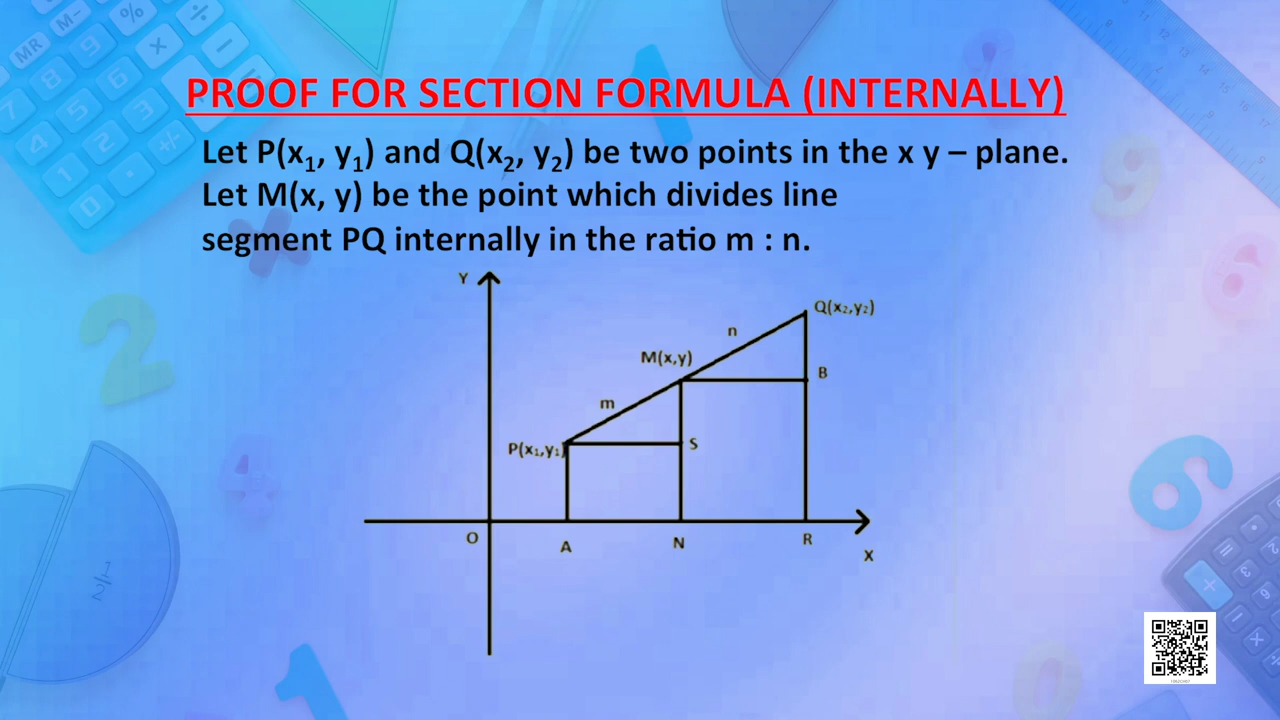 PROOF FOR SECTION FORMULA (INTERNALLY)
Let P(x₁, y₁) and Q(x₂, y₂) be two points in the x y – plane.
Let M(x, y) be the point which divides line
segment PQ internally in the ratio m : n.
Y
Q(x₂,y₂)
n
M(x,y)
B
m
P(x₁,y₁)
S
O
A
N
R
X